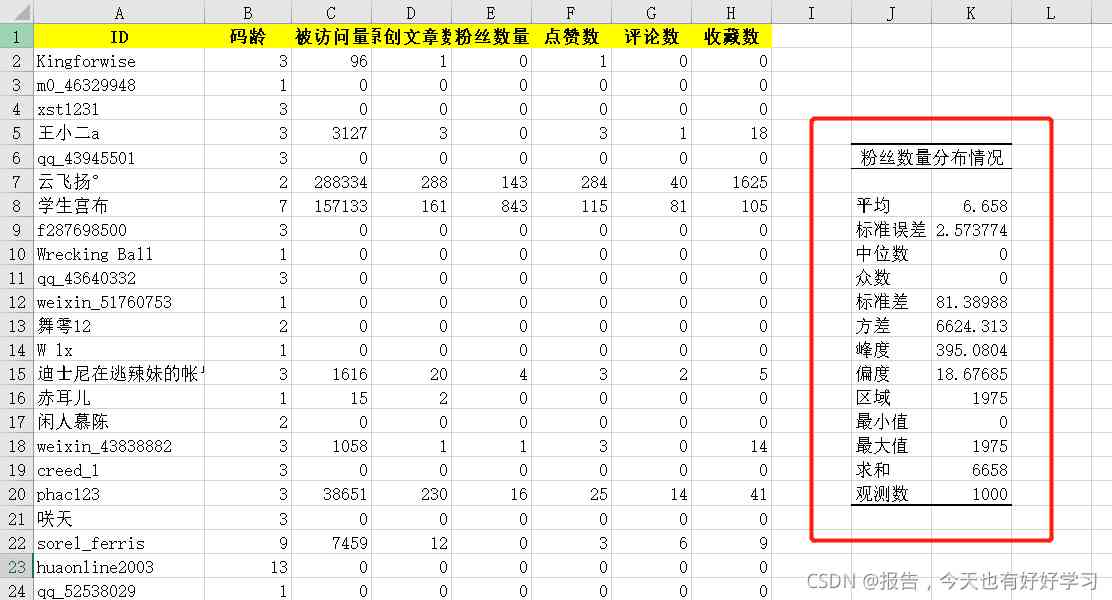 A B C D E F G H I J K L
1 ID 码龄 被访问量 原创文章数 粉丝数量 点赞数 评论数 收藏数
2 Kingforwise 3 96 1 0 1 0 0
3 m0_46329948 1 0 0 0 0 0 0
4 xst1231 3 0 0 0 0 0 0
5 王小二a 3 3127 3 0 3 1 18
6 qq_43945501 3 0 0 0 0 0 0 粉丝数量分布情况
7 云飞扬° 2 288334 288 143 284 40 1625
8 学生宫布 7 157133 161 843 115 81 105 平均 6.658
9 f287698500 3 0 0 0 0 0 0 标准误差 2.573774
10 Wrecking Ball 1 0 0 0 0 0 0 中位数 0
11 qq_43640332 3 0 0 0 0 0 0 众数 0
12 weixin_51760753 1 0 0 0 0 0 0 标准差 81.38988
13 舞雩12 2 0 0 0 0 0 0 方差 6624.313
14 W lx 1 0 0 0 0 0 0 峰度 395.0804
15 迪士尼在逃辣妹的帐 3 1616 20 4 3 2 5 偏度 18.67685
16 赤耳儿 1 15 2 0 0 0 0 区域 1975
17 闲人慕陈 2 0 0 0 0 0 0 最小值 0
18 weixin_43838882 3 1058 1 1 3 0 14 最大值 1975
19 creed_1 3 0 0 0 0 0 0 求和 6658
20 phac123 3 38651 230 16 25 14 41 观测数 1000
21 咲天 3 0 0 0 0 0 0
22 sorel_ferris 9 7459 12 0 3 6 9
23 huaonline2003 13 0 0 0 0 0 0
24 qq_52538029 1 0 0 0 0 0 0
CSDN @报告，今天也有好好学习